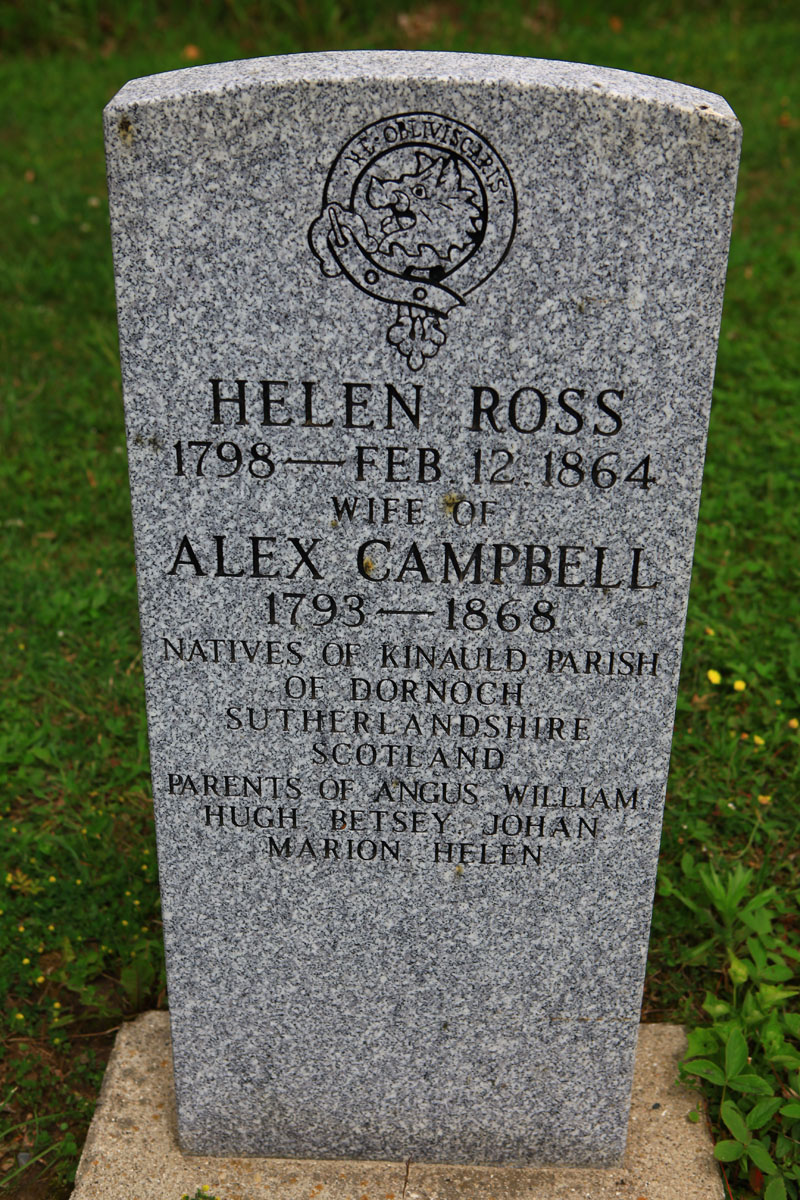 NE OBLIVISCARIS
HELEN ROSS
1798—FEB. 12. 1864
WIFE OF
ALEX CAMPBELL
1793—1868
NATIVES OF KINAULD PARISH
OF DORNOCH
SUTHERLANDSHIRE
SCOTLAND
PARENTS OF ANGUS, WILLIAM,
HUGH, BETSEY, JOHAN,
MARION, HELEN